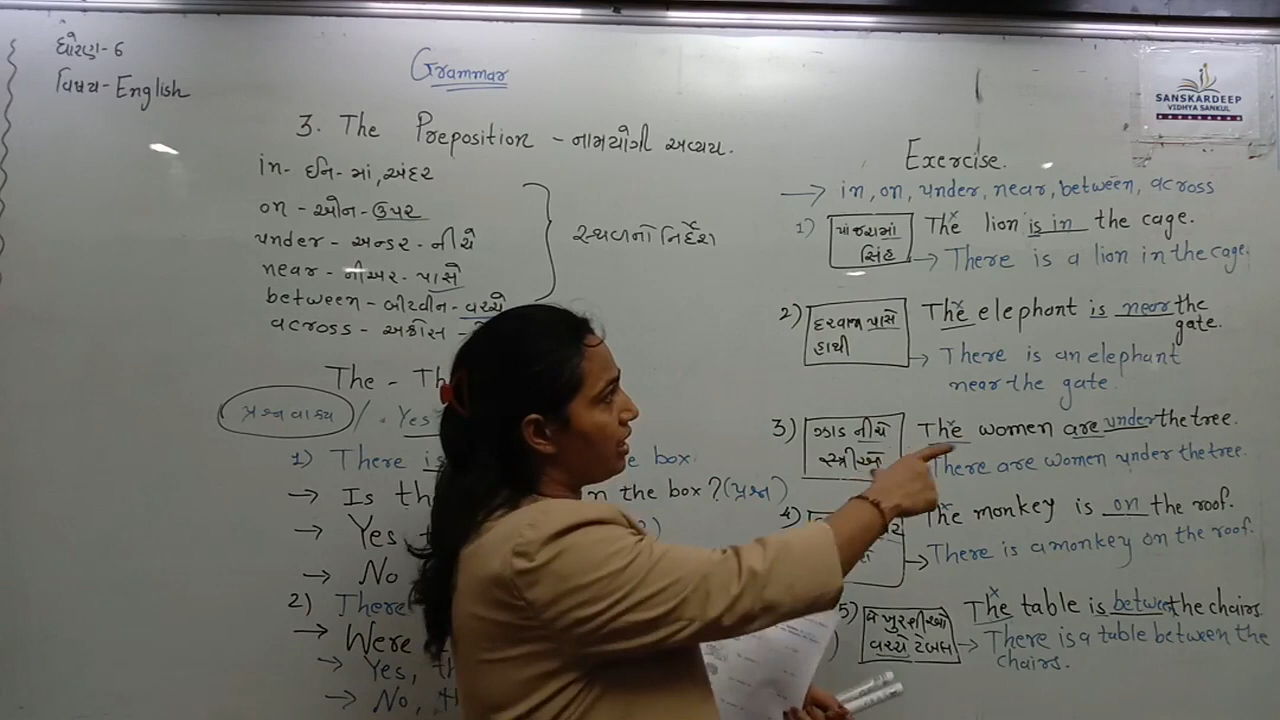 ધોરણ-6
વિષય-English
Grammar
3. The Preposition - નામયોગી અવ્યય.
in- ઈન- માં, અંદર
on - ઓન- ઉપર
under - અન્ડર - નીચે
near - નીઅર- પાસે
between - બીટવીન- વચ્ચે
across - અક્રોસ -
સ્થળનો નિર્દેશ
The - Th
પ્રશ્ન વાક્ય / . Yes
1) There is box.
→ Is th n the box? (પ્રશ્ન)
→ Yes
→ No
2) There
→ Were
→ Yes, th
→ No, th
SANSKARDEEP
VIDHYA SANKUL
Exercise.
→ in, on, under, near, between, across
1) પાંજરામાં સિંહ The lion is in the cage.
→ There is a lion in the cage.
2) દરવાજા પાસે હાથી The elephant is near the gate.
→ There is an elephant
near the gate.
3) ઝાડ નીચે સ્ત્રીઓ The women are under the tree.
There are women under the tree.
4) The monkey is on the roof.
→ There is a monkey on the roof.
5) બે ખુરશીઓ વચ્ચે ટેબલ The table is between the chairs
→ There is a table between the
chairs.